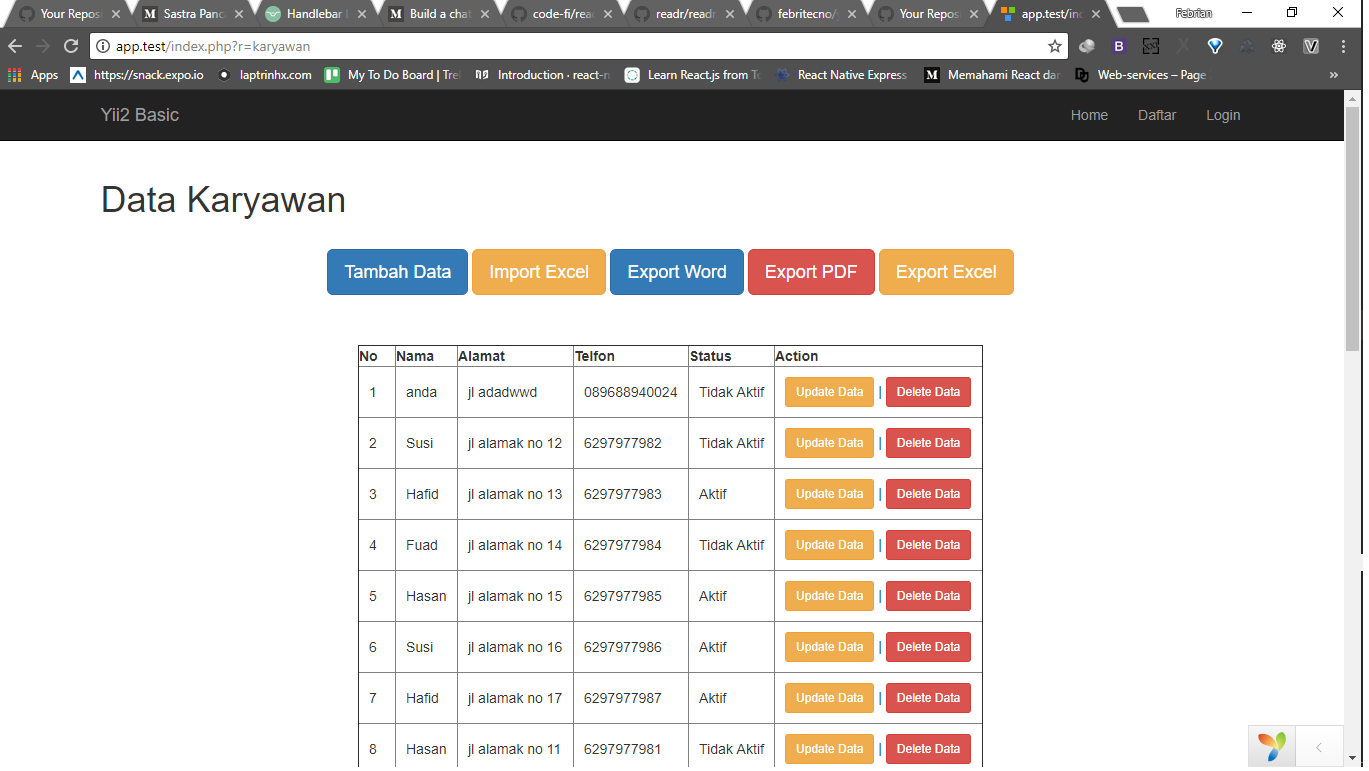 Your Repos Sastra Panc Handlebar Build a chat code-fi/rea readr/readr febritecno/ Your Repos app.test/in Febrian
app.test/index.php?r=karyawan
Apps https://snack.expo.io laptrinhx.com My To Do Board | Trel Introduction · react-n Learn React.js from To React Native Express Memahami React dan Web-services – Page »
Yii2 Basic Home Daftar Login
Data Karyawan
Tambah Data Import Excel Export Word Export PDF Export Excel
No Nama Alamat Telfon Status Action
1 anda jl adadwwd 089688940024 Tidak Aktif Update Data | Delete Data
2 Susi jl alamak no 12 6297977982 Tidak Aktif Update Data | Delete Data
3 Hafid jl alamak no 13 6297977983 Aktif Update Data | Delete Data
4 Fuad jl alamak no 14 6297977984 Tidak Aktif Update Data | Delete Data
5 Hasan jl alamak no 15 6297977985 Aktif Update Data | Delete Data
6 Susi jl alamak no 16 6297977986 Aktif Update Data | Delete Data
7 Hafid jl alamak no 17 6297977987 Aktif Update Data | Delete Data
8 Hasan jl alamak no 11 6297977981 Tidak Aktif Update Data | Delete Data